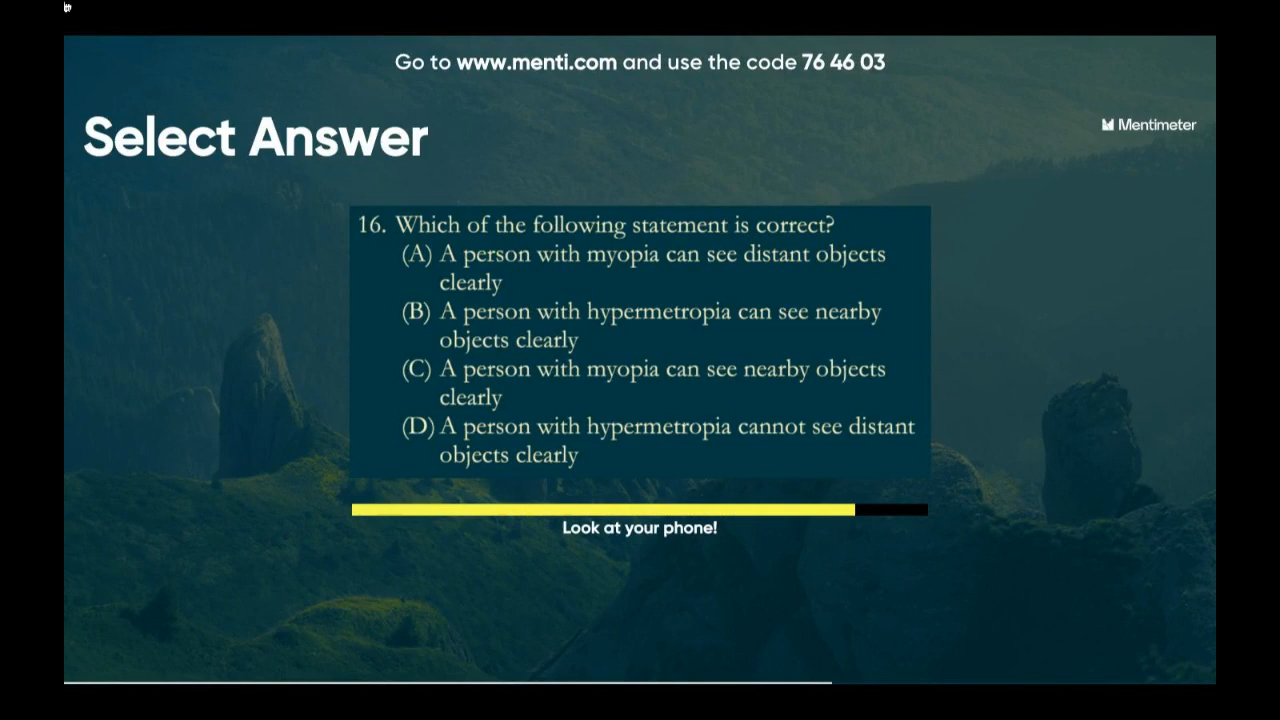 Go to www.menti.com and use the code 76 46 03
Select Answer
Mentimeter
16. Which of the following statement is correct?
(A) A person with myopia can see distant objects
clearly
(B) A person with hypermetropia can see nearby
objects clearly
(C) A person with myopia can see nearby objects
clearly
(D) A person with hypermetropia cannot see distant
objects clearly
Look at your phone!